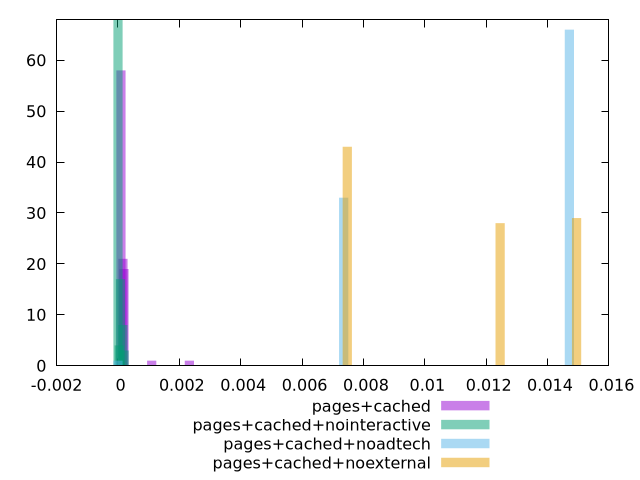 60
50
40
30
20
10
0
-0.002 0 0.002 0.004 0.006 0.008 0.01 0.012 0.014 0.016
pages+cached
pages+cached+nointeractive
pages+cached+noadtech
pages+cached+noexternal